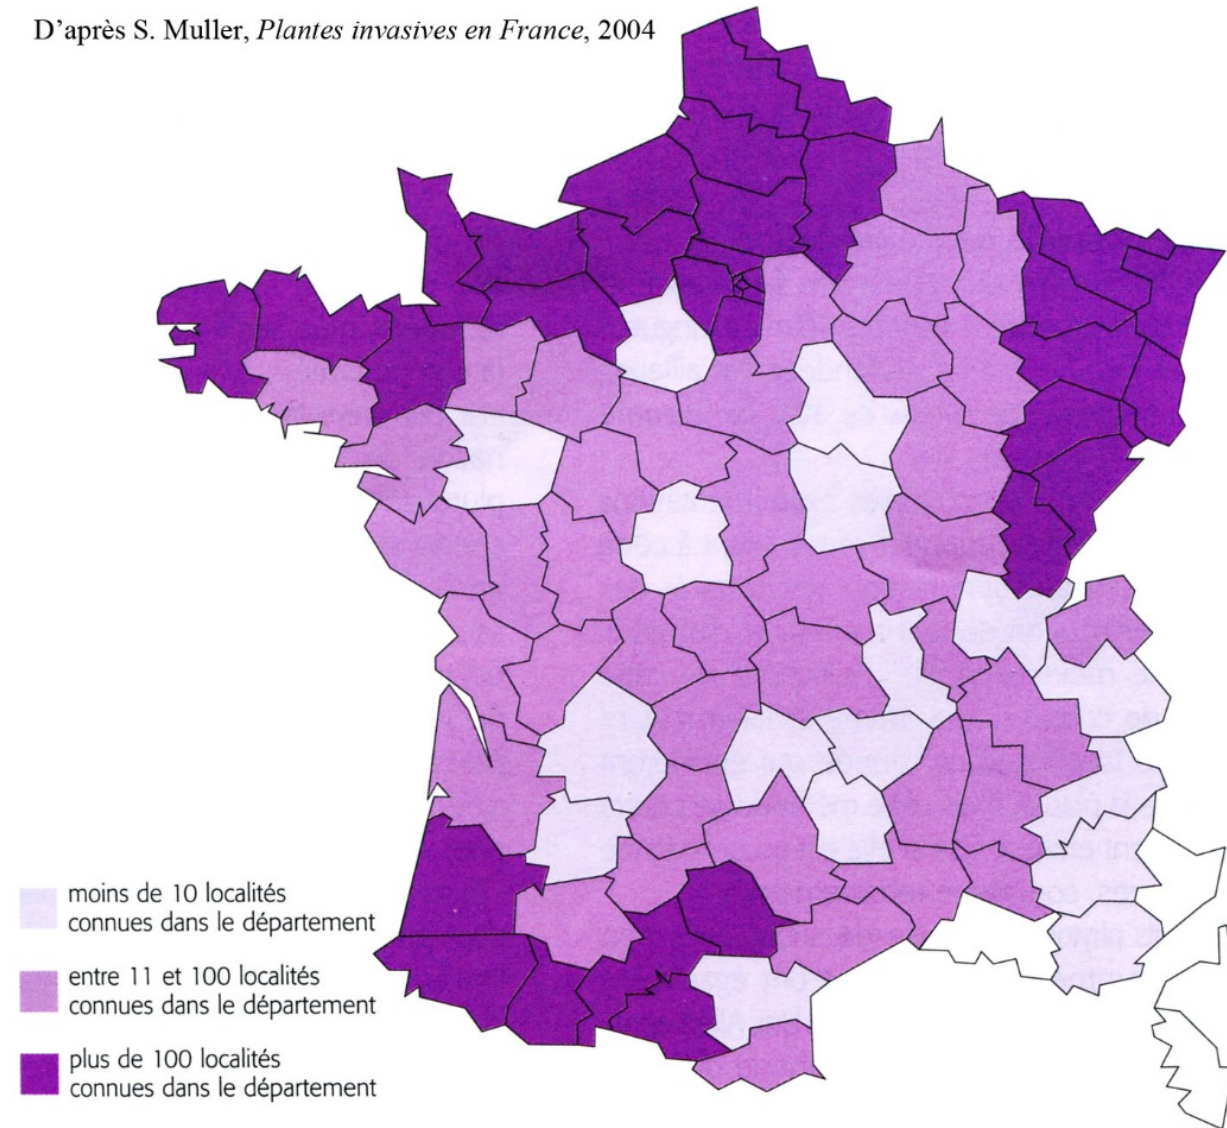 D'après S. Muller, Plantes invasives en France, 2004
moins de 10 localités
connues dans le département
entre 11 et 100 localités
connues dans le département
plus de 100 localités
connues dans le département